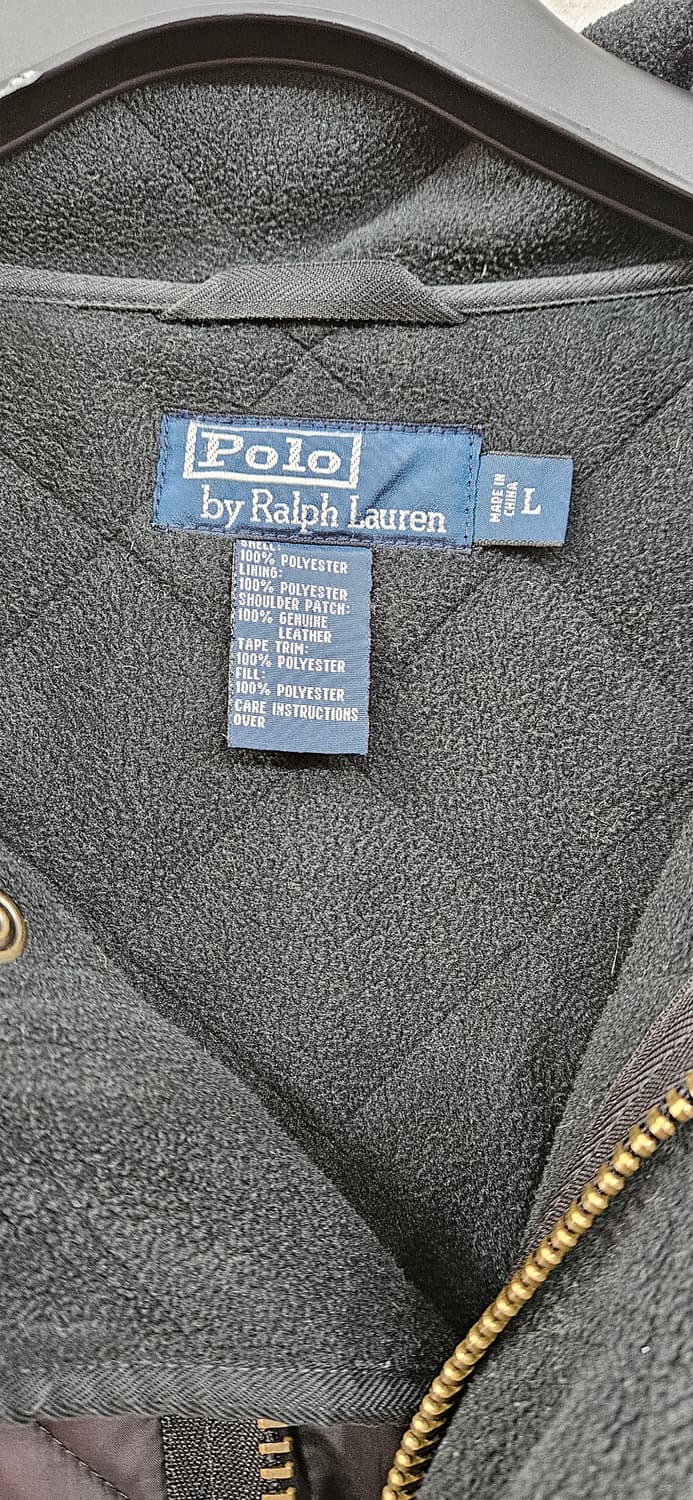 Polo
by Ralph Lauren
MADE IN
CHINA
L
SHELL:
100% POLYESTER
LINING:
100% POLYESTER
SHOULDER PATCH:
100% GENUINE
LEATHER
TAPE TRIM:
100% POLYESTER
FILL:
100% POLYESTER
CARE INSTRUCTIONS
OVER